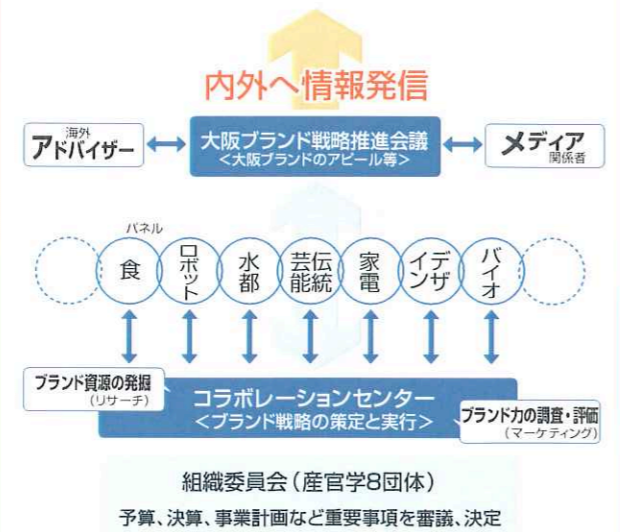 内外へ情報発信
海外
アドバイザー
大阪ブランド戦略推進会議
<大阪ブランドのアピール等>
メディア
関係者
パネル
食
ロボット
水都
伝統
芸能
家電
デザ
イン
バイオ
ブランド資源の発掘
(リサーチ)
コラボレーションセンター
<ブランド戦略の策定と実行>
ブランド力の調査・評価
(マーケティング)
組織委員会(産官学8団体)
予算、決算、事業計画など重要事項を審議、決定